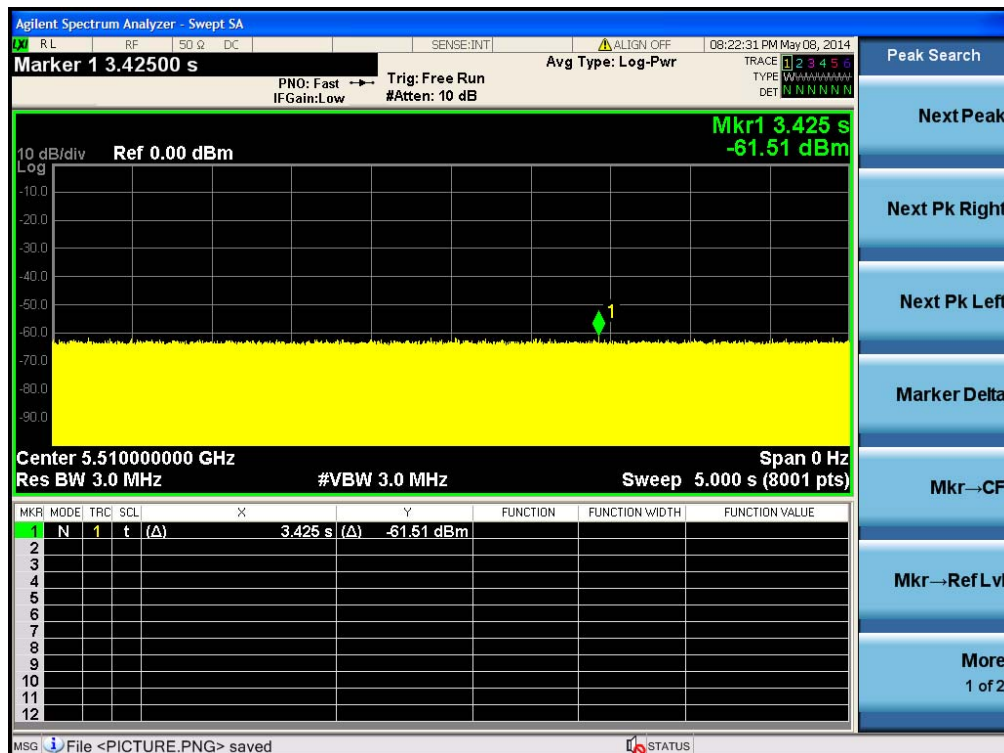 Agilent Spectrum Analyzer - Swept SA
LXI RL RF 50 Ω DC SENSE:INT ALIGN OFF 08:22:31 PM May 08, 2014
Marker 1 3.42500 s
PNO: Fast
IFGain:Low
Trig: Free Run
#Atten: 10 dB
Avg Type: Log-Pwr
TRACE 1 2 3 4 5 6
TYPE WWWWWW
DET N N N N N N
Mkr1 3.425 s
-61.51 dBm
10 dB/div Ref 0.00 dBm
Log
-10.0
-20.0
-30.0
-40.0
-50.0
-60.0
-70.0
-80.0
-90.0
1
Center 5.510000000 GHz Span 0 Hz
Res BW 3.0 MHz #VBW 3.0 MHz Sweep 5.000 s (8001 pts)
MKR MODE TRC SCL X Y FUNCTION FUNCTION WIDTH FUNCTION VALUE
1 N 1 t (Δ) 3.425 s (Δ) -61.51 dBm
2
3
4
5
6
7
8
9
10
11
12
MSG File <PICTURE.PNG> saved STATUS
Peak Search
Next Peak
Next Pk Right
Next Pk Left
Marker Delta
Mkr→CF
Mkr→Ref Lvl
More
1 of 2